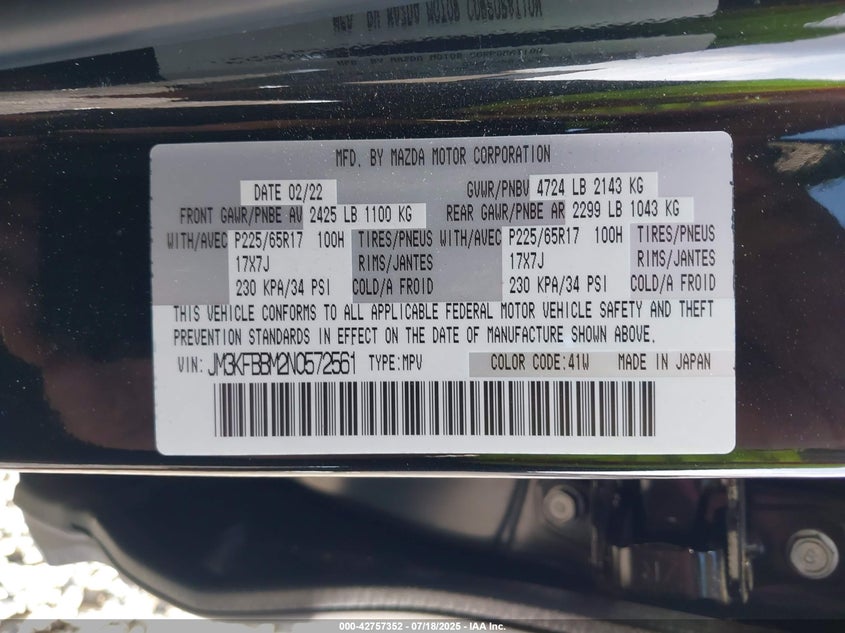 MFD. BY MAZDA MOTOR CORPORATION
DATE 02/22 GVWR/PNBV 4724 LB 2143 KG
FRONT GAWR/PNBE AV 2425 LB 1100 KG REAR GAWR/PNBE AR 2299 LB 1043 KG
WITH/AVEC P225/65R17 100H TIRES/PNEUS WITH/AVEC P225/65R17 100H TIRES/PNEUS
17X7J RIMS/JANTES 17X7J RIMS/JANTES
230 KPA/34 PSI COLD/A FROID 230 KPA/34 PSI COLD/A FROID
THIS VEHICLE CONFORMS TO ALL APPLICABLE FEDERAL MOTOR VEHICLE SAFETY AND THEFT
PREVENTION STANDARDS IN EFFECT ON THE DATE OF MANUFACTURE SHOWN ABOVE.
VIN: JM3KFBBM2N0572561 TYPE:MPV COLOR CODE:41W MADE IN JAPAN
000-42757352 - 07/18/2025 - IAA Inc.